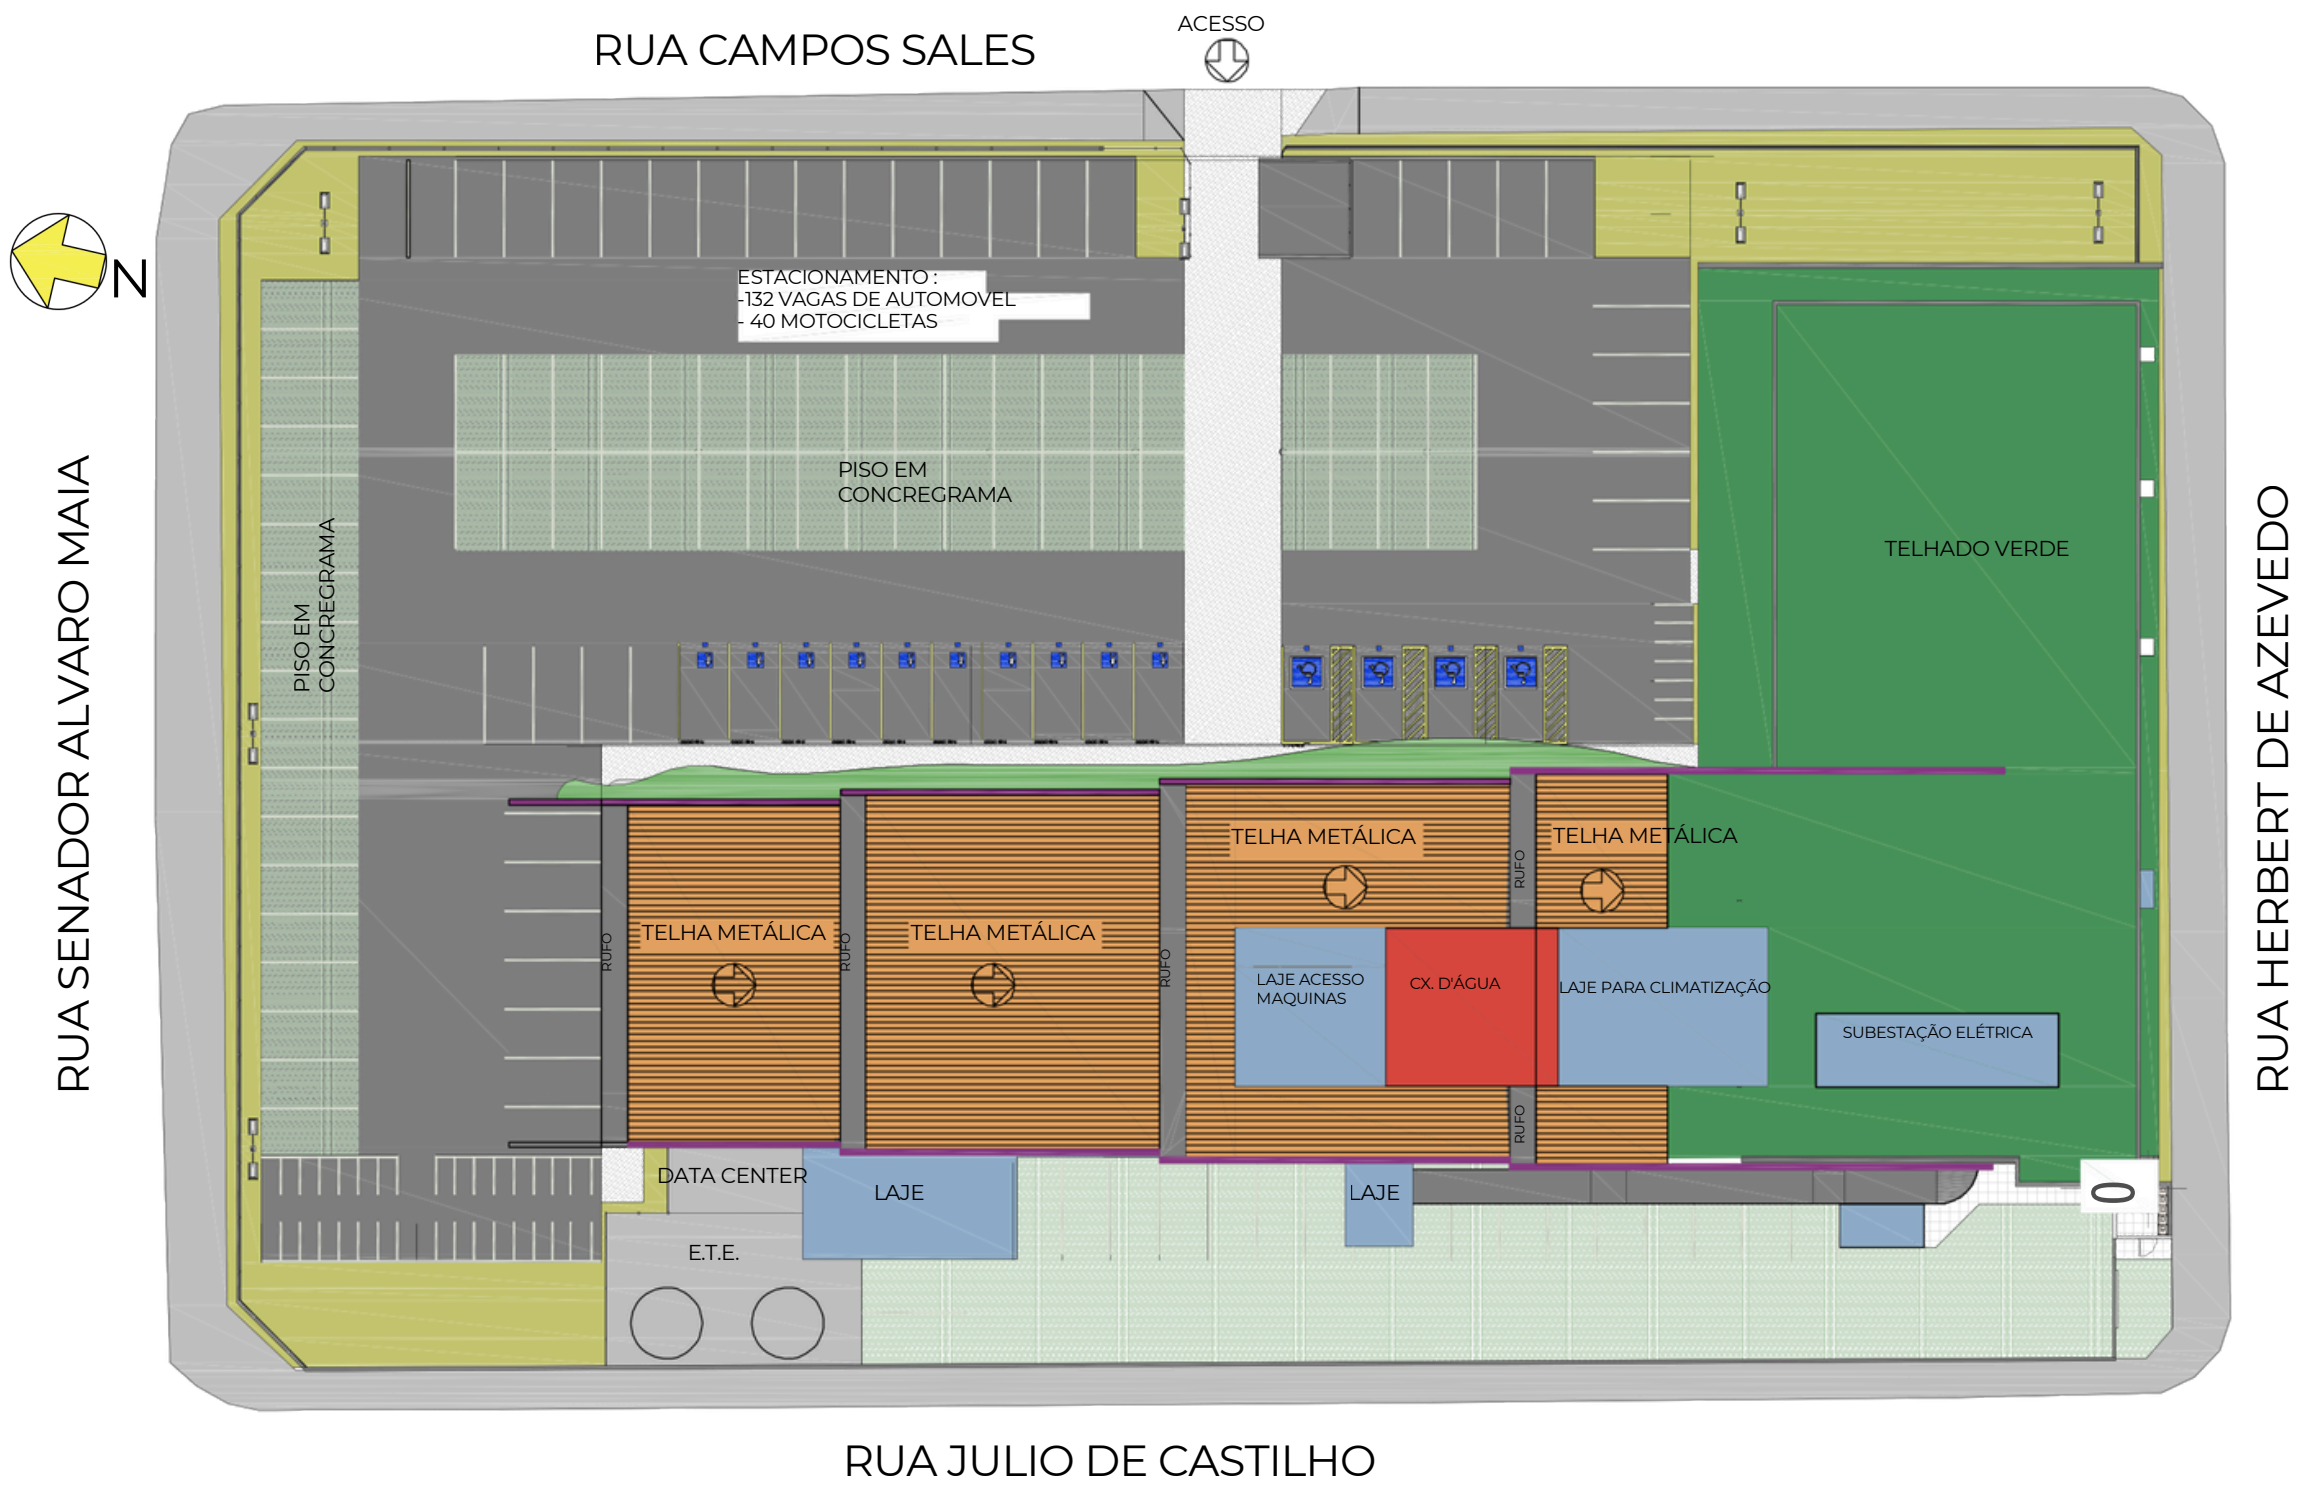 ACESSO
RUA CAMPOS SALES
N
ESTACIONAMENTO :
-132 VAGAS DE AUTOMOVEL
- 40 MOTOCICLETAS
PISO EM
CONCREGRAMA
PISO EM
CONCREGRAMA
TELHADO VERDE
RUA SENADOR ALVARO MAIA
RUA HERBERT DE AZEVEDO
TELHA METÁLICA
TELHA METÁLICA
TELHA METÁLICA
TELHA METÁLICA
RUFO
RUFO
RUFO
RUFO
RUFO
LAJE ACESSO
MAQUINAS
CX. D'ÁGUA
LAJE PARA CLIMATIZAÇÃO
SUBESTAÇÃO ELÉTRICA
DATA CENTER
LAJE
LAJE
0
E.T.E.
RUA JULIO DE CASTILHO